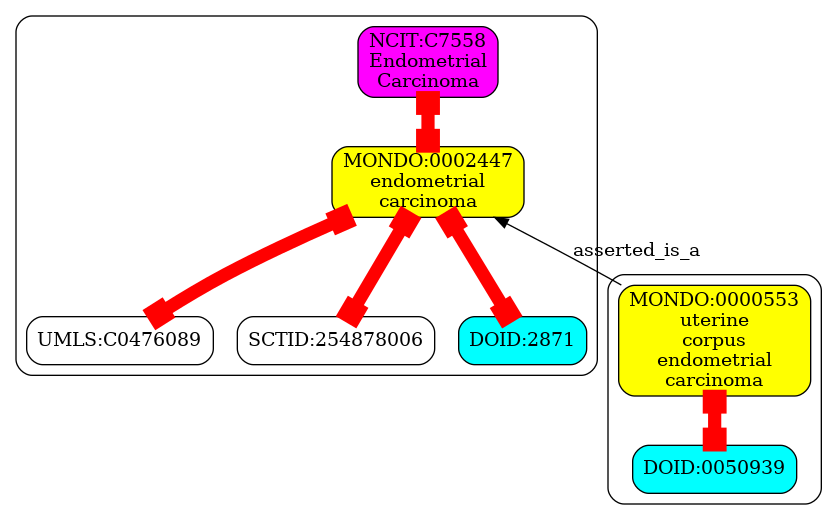 NCIT:C7558
Endometrial
Carcinoma
MONDO:0002447
endometrial
carcinoma
asserted_is_a
UMLS:C0476089
SCTID:254878006
DOID:2871
MONDO:0000553
uterine
corpus
endometrial
carcinoma
DOID:0050939